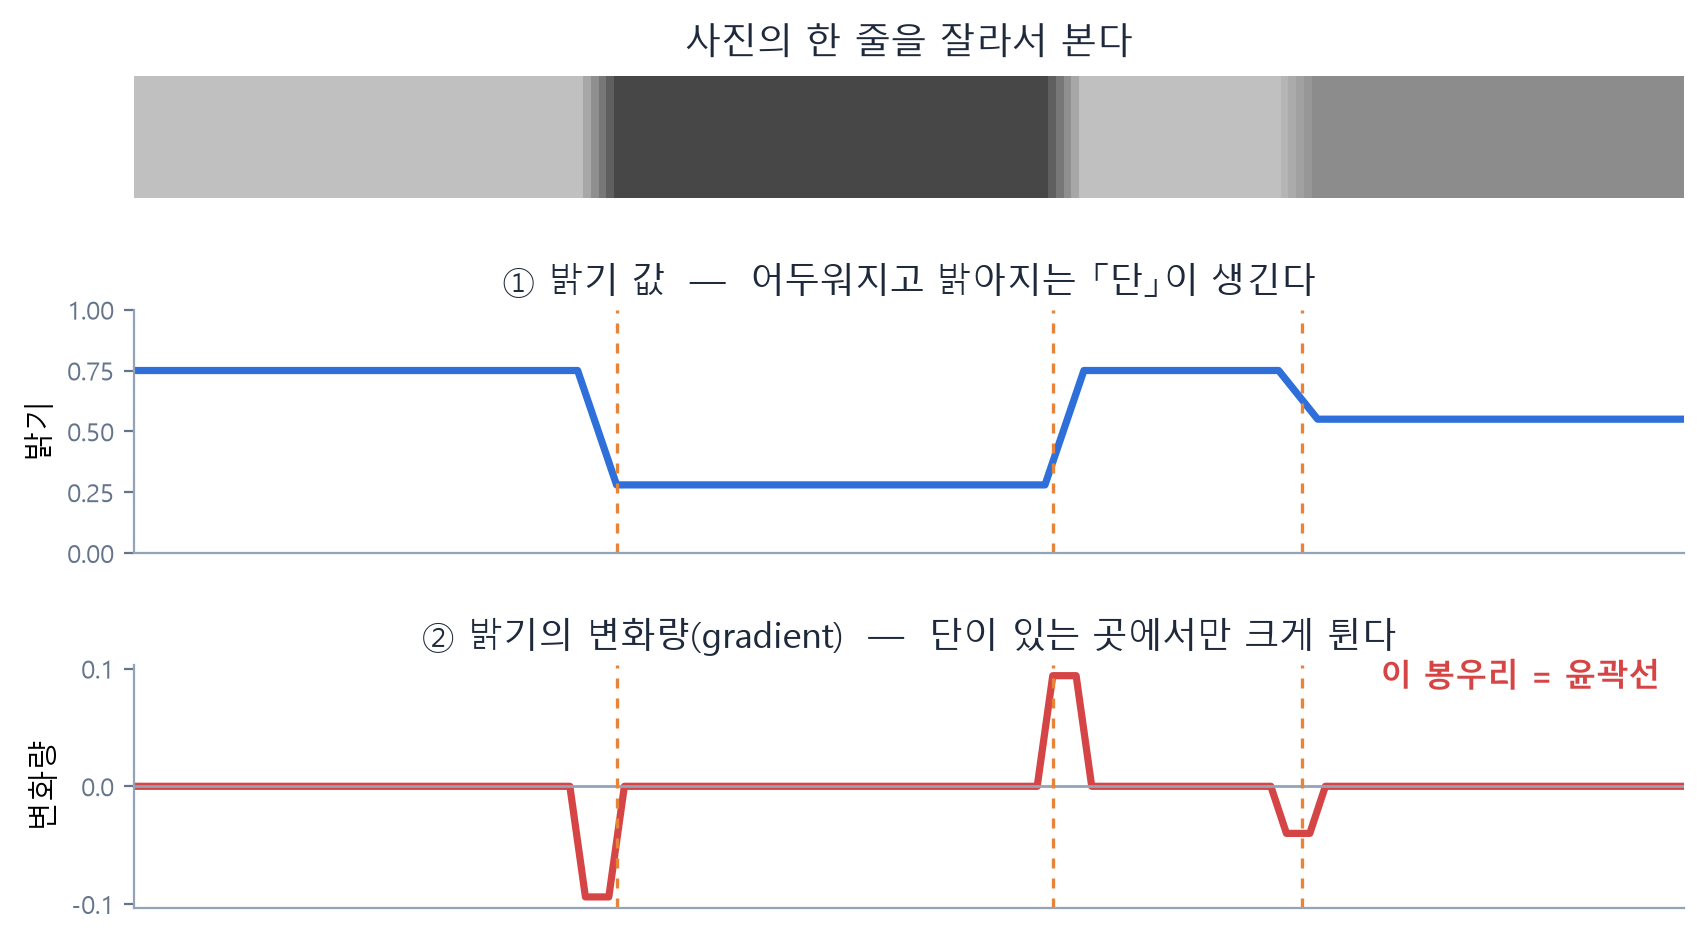 사진의 한 줄을 잘라서 본다
① 밝기 값 — 어두워지고 밝아지는 「단」이 생긴다
1.00
0.75
0.50
0.25
0.00
밝기
② 밝기의 변화량(gradient) — 단이 있는 곳에서만 크게 튄다
이 봉우리 = 윤곽선
0.1
0.0
-0.1
변화량